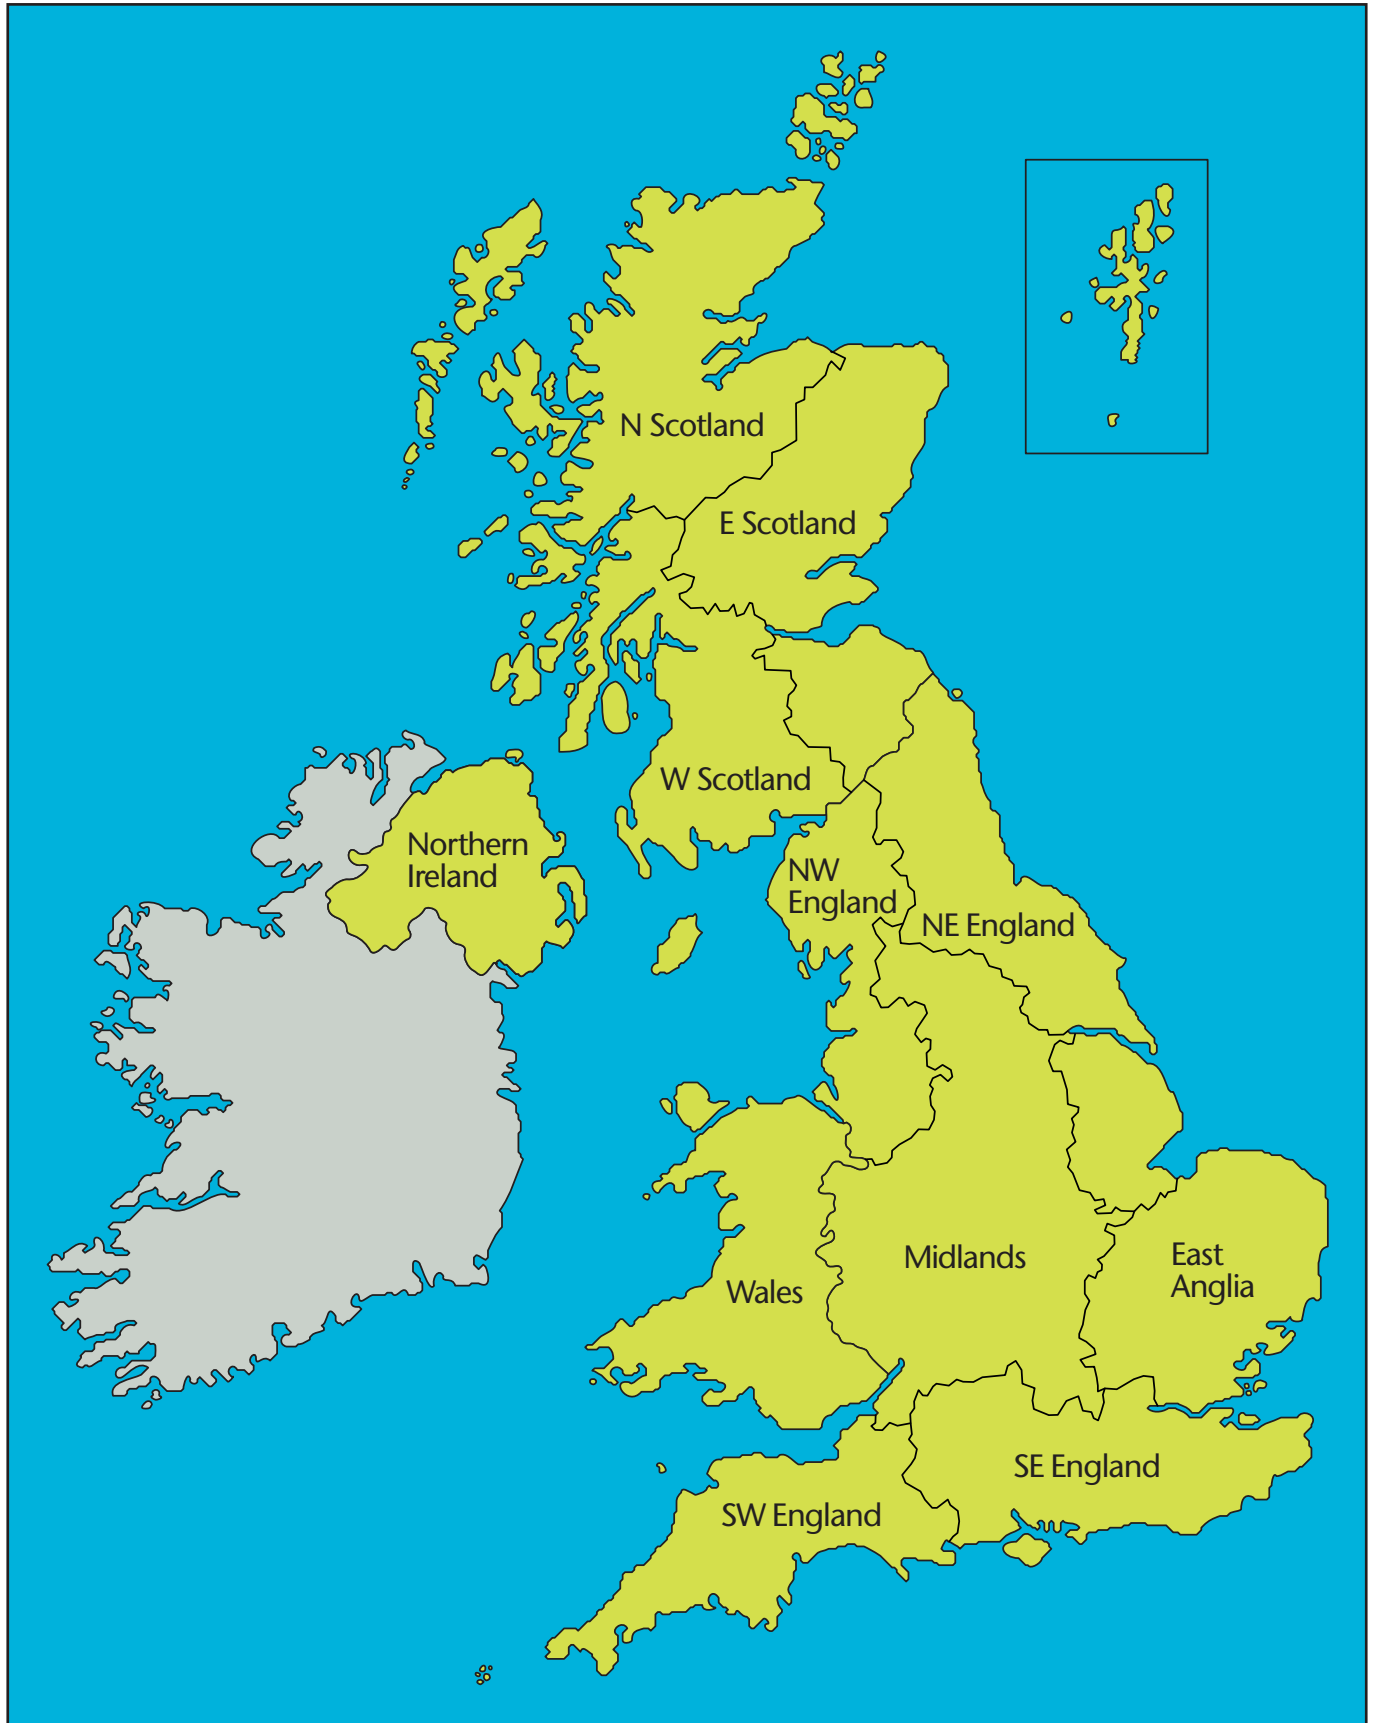 N Scotland
E Scotland
W Scotland
Northern
Ireland
NW
England
NE England
Midlands
East
Anglia
Wales
SE England
SW England